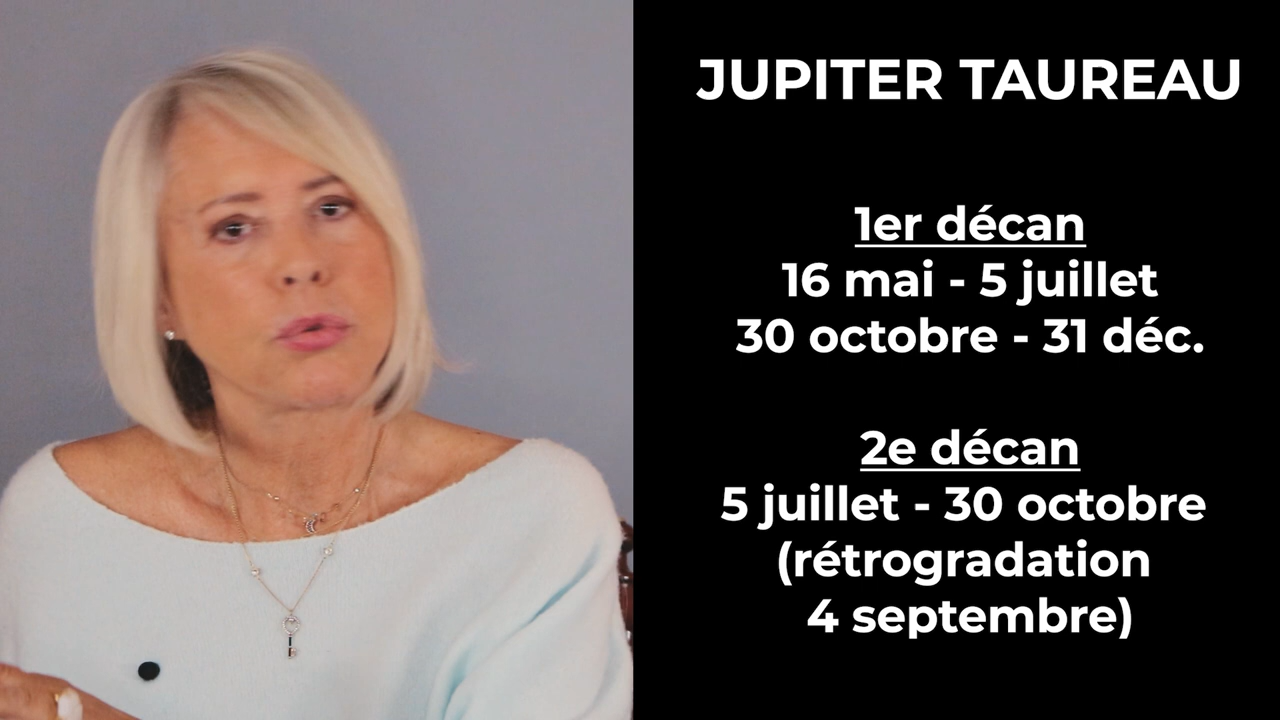 JUPITER TAUREAU
1er décan
16 mai - 5 juillet
30 octobre - 31 déc.
2e décan
5 juillet - 30 octobre
(rétrogradation
4 septembre)